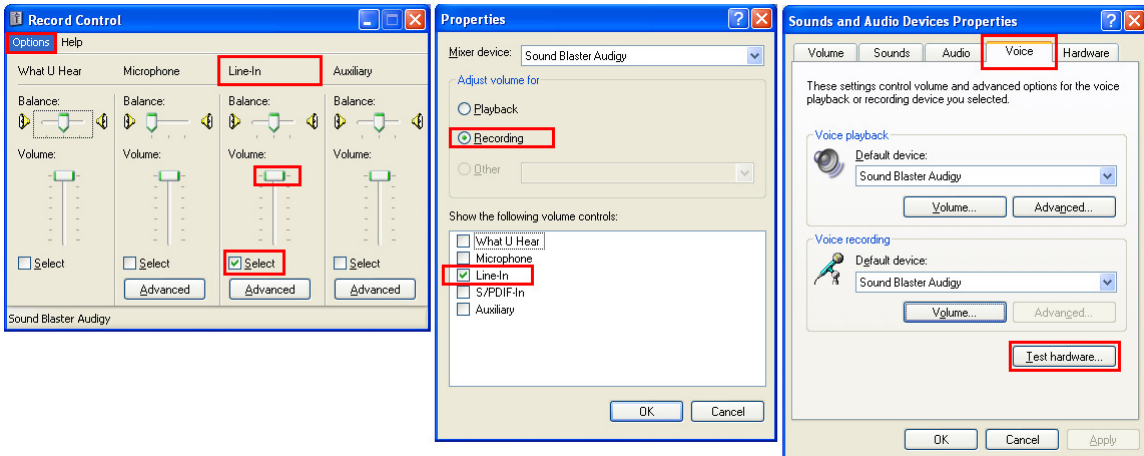 Record Control
Options Help
What U Hear Microphone Line-In Auxiliary
Balance: Balance: Balance: Balance:
Volume: Volume: Volume: Volume:
Select Select Select Select
Advanced Advanced Advanced
Sound Blaster Audigy
Properties
Mixer device: Sound Blaster Audigy
Adjust volume for
Playback
Recording
Other
Show the following volume controls:
What U Hear
Microphone
Line-In
S/PDIF-In
Auxiliary
OK Cancel
Sounds and Audio Devices Properties
Volume Sounds Audio Voice Hardware
These settings control volume and advanced options for the voice
playback or recording device you selected.
Voice playback
Default device:
Sound Blaster Audigy
Volume... Advanced...
Voice recording
Default device:
Sound Blaster Audigy
Volume... Advanced...
Test hardware...
OK Cancel Apply